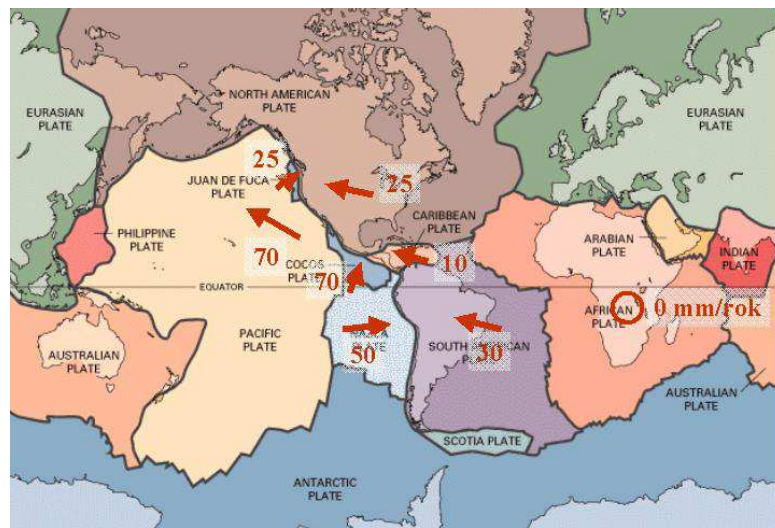 NORTH AMERICAN
PLATE
EURASIAN
PLATE
EURASIAN
PLATE
25
JUAN DE FUCA
PLATE
25
CARIBBEAN
PLATE
PHILIPPINE
PLATE
ARABIAN
PLATE
INDIAN
PLATE
70
COCOS
PLATE
70
10
EQUATOR
AFRICAN
PLATE
0 mm/rok
PACIFIC
PLATE
NAZCA
PLATE
50
SOUTH AMERICAN
30
AUSTRALIAN
PLATE
AUSTRALIAN
PLATE
SCOTIA PLATE
ANTARCTIC
PLATE